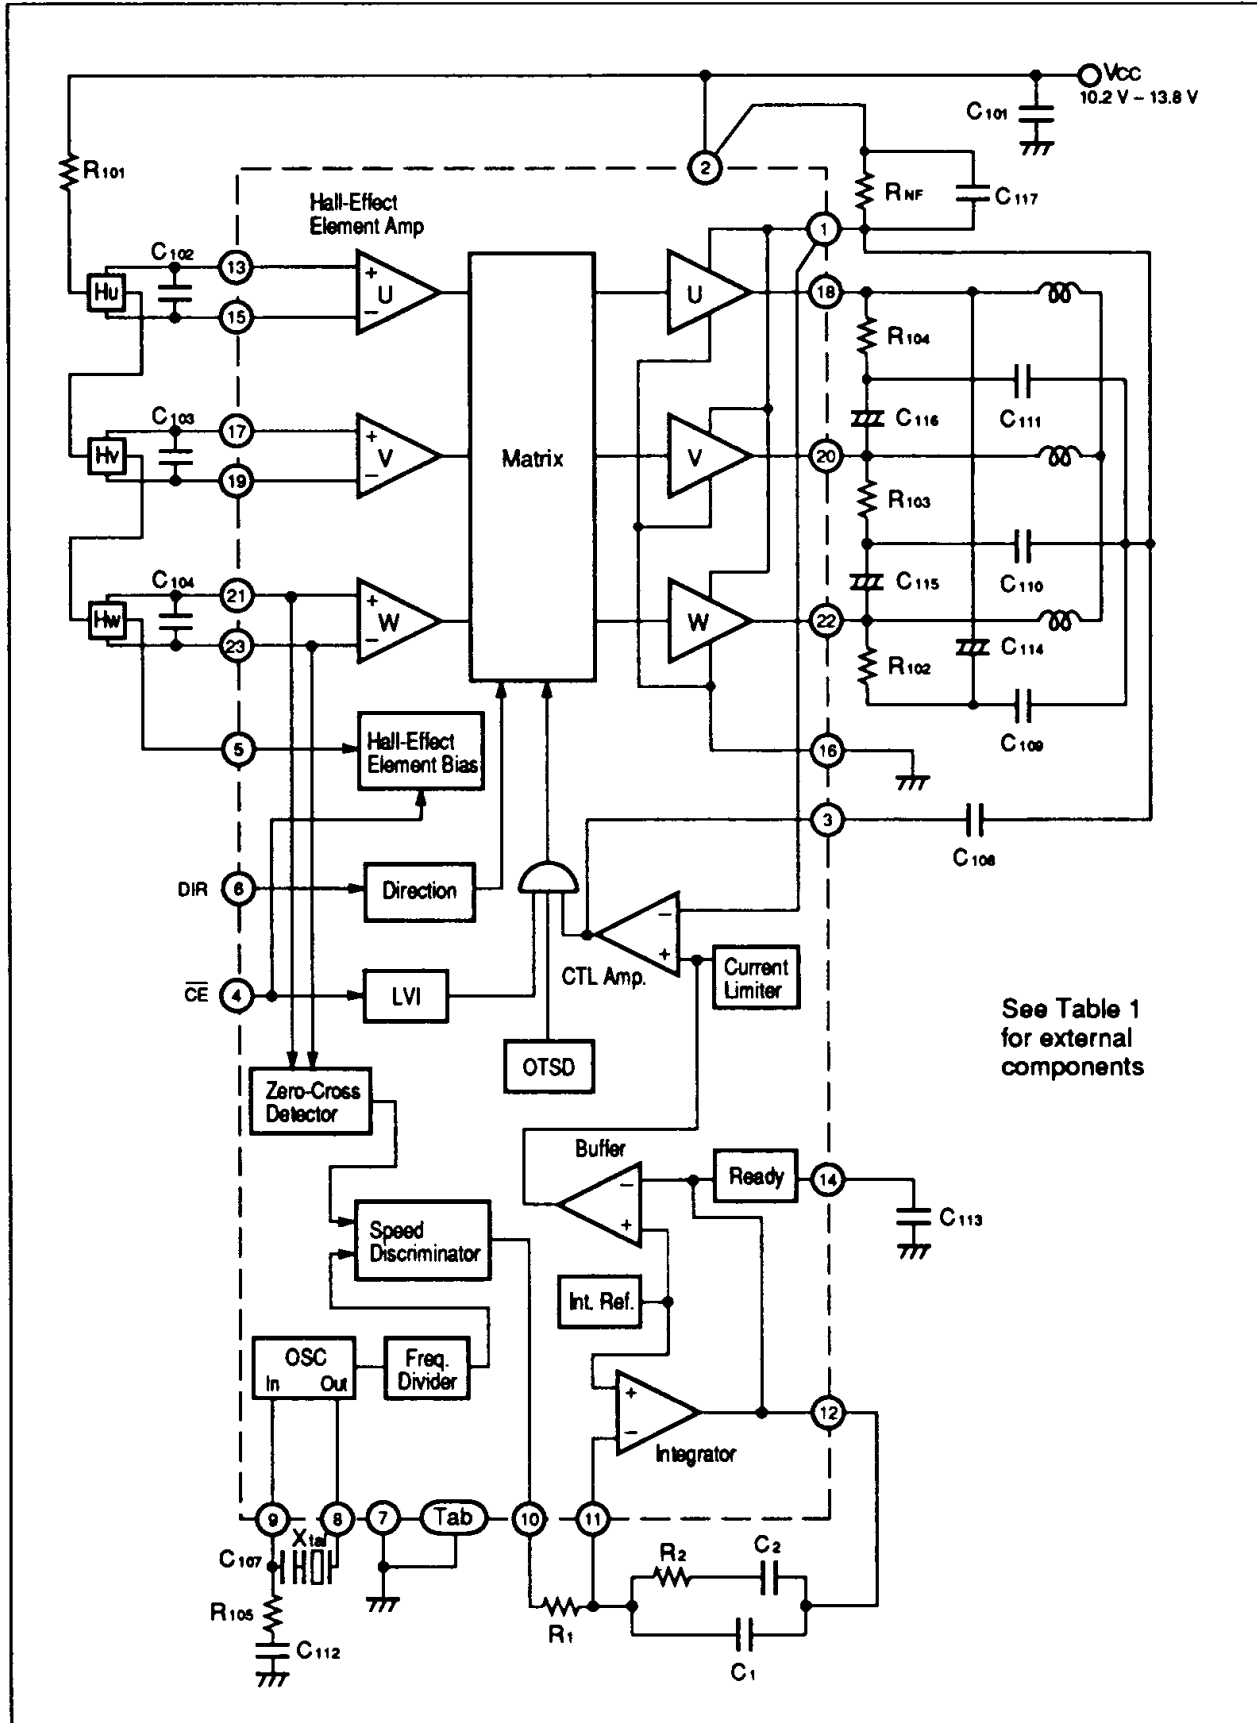 VCC
10.2 V – 13.8 V
C101
R101
2
RNF
C117
Hall-Effect
Element Amp
1
C102
13
Hu
+
U
–
15
U
18
R104
C111
C116
C103
17
Hv
+
V
–
19
Matrix
V
20
R103
C110
C115
C104
21
Hw
+
W
–
23
W
22
R102
C114
C109
5
Hall-Effect
Element Bias
16
3
C108
DIR
6
Direction
–
+
CTL Amp.
Current
Limiter
CE
4
LVI
OTSD
See Table 1
for external
components
Zero-Cross
Detector
Buffer
–
+
Ready
14
C113
Speed
Discriminator
Int. Ref.
OSC
In Out
Freq.
Divider
+
–
Integrator
12
9
8
7
Tab
10
11
Xtal
C107
R105
C112
R1
R2
C2
C1